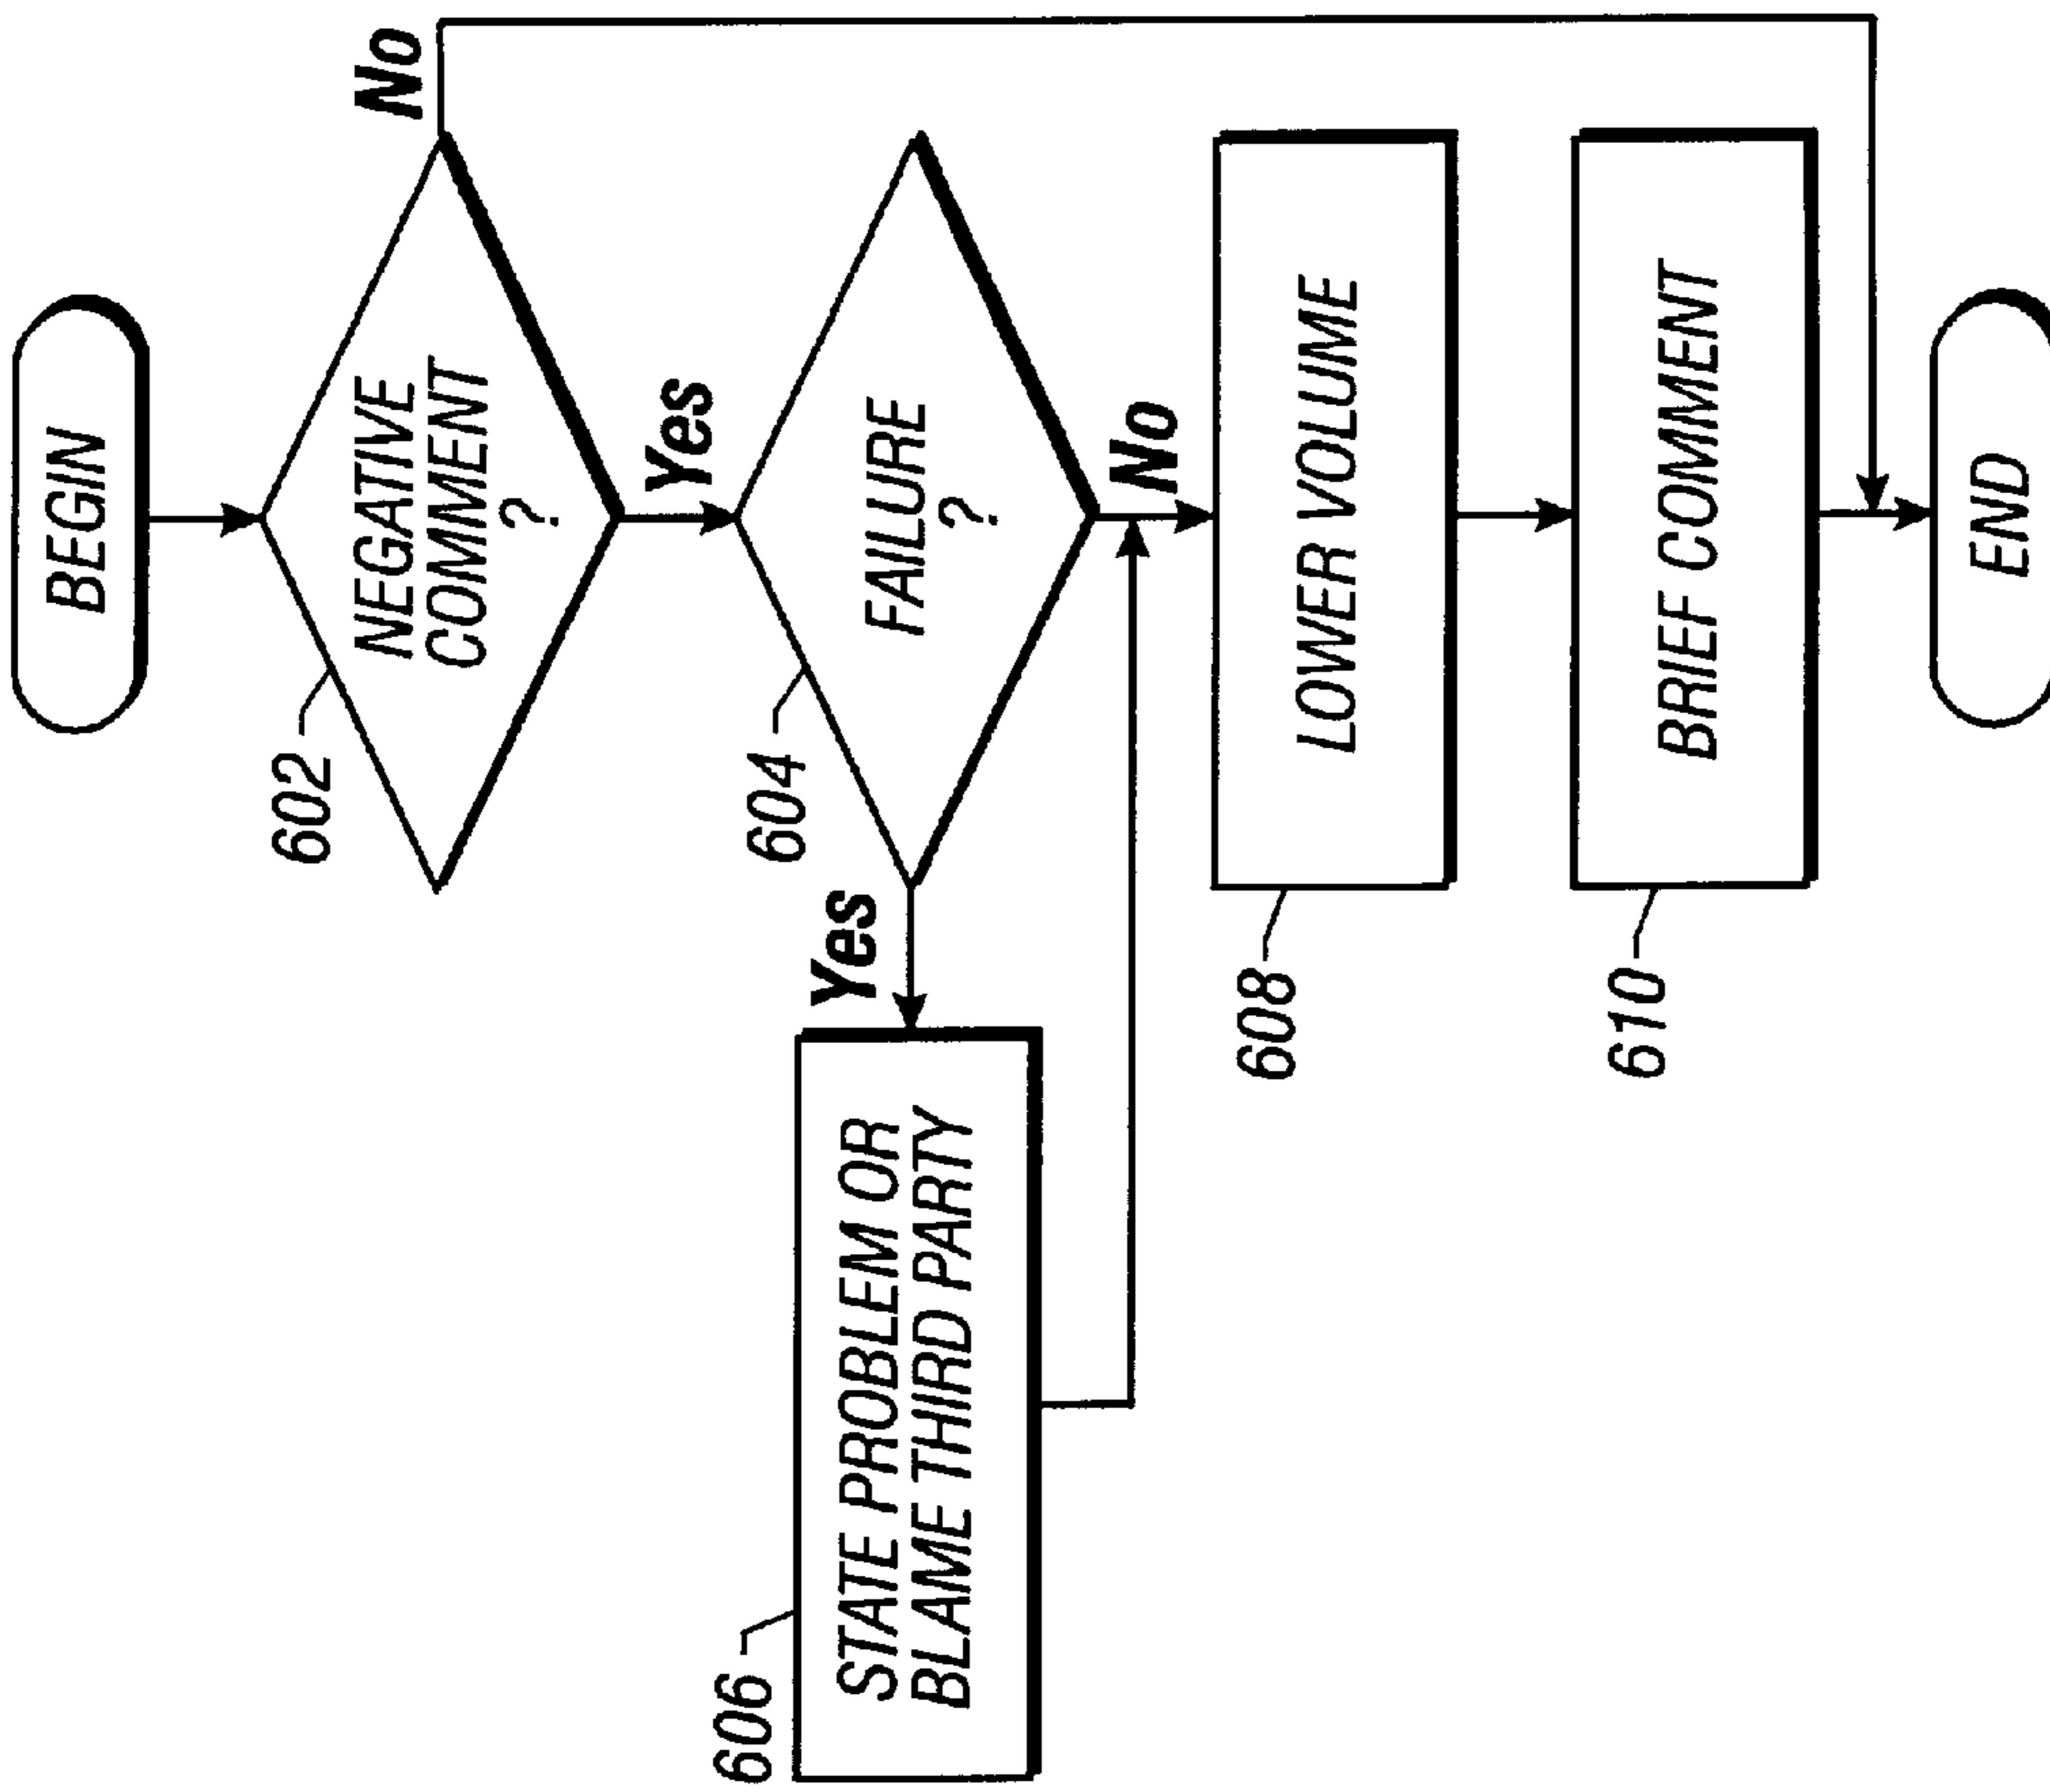 BEGIN
602
NEGATIVE
COMMENT
?
No
Yes
604
FAILURE
?
Yes
No
606
STATE PROBLEM OR
BLAME THIRD PARTY
608
LOWER VOLUME
610
BRIEF COMMENT
END